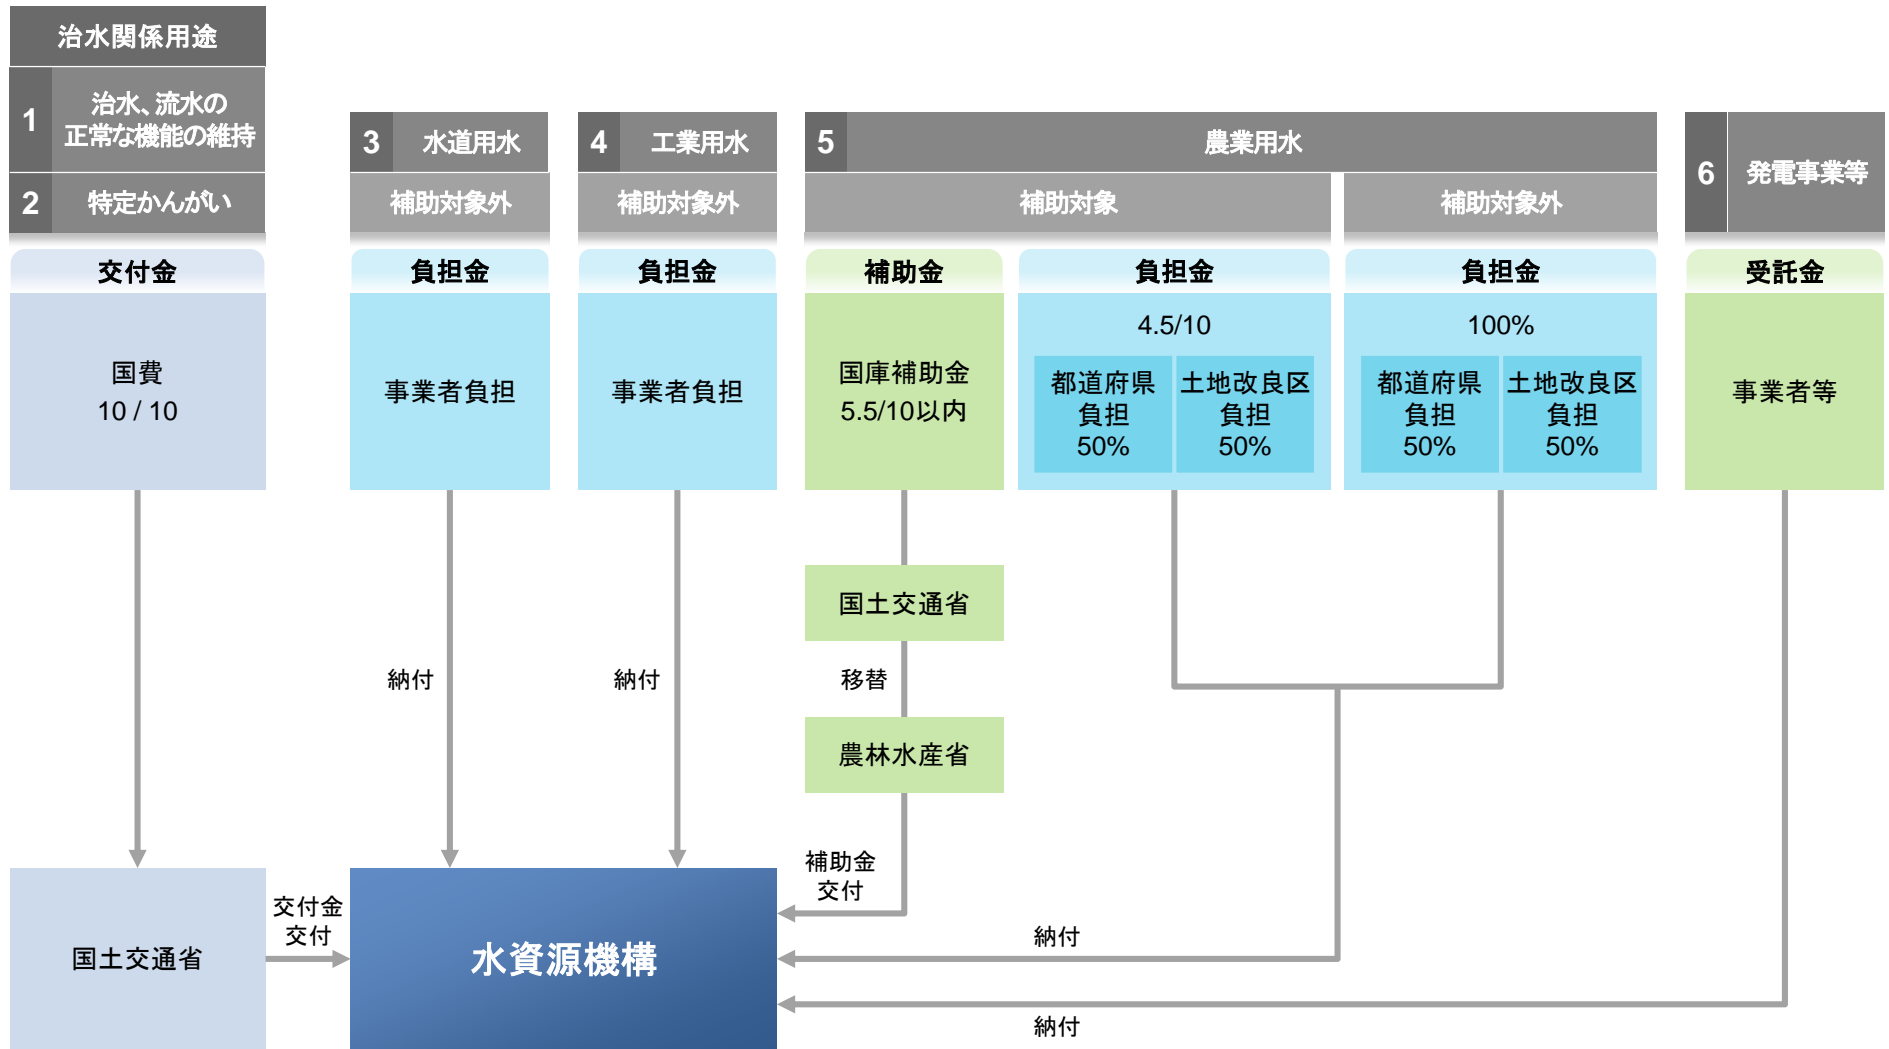 治水関係用途
1
治水、流水の
正常な機能の維持
2
特定かんがい
3
水道用水
補助対象外
4
工業用水
補助対象外
5
農業用水
補助対象
補助対象外
6
発電事業等
交付金
国費
10 / 10
負担金
事業者負担
負担金
事業者負担
補助金
国庫補助金
5.5/10以内
負担金
4.5/10
都道府県
負担
50%
土地改良区
負担
50%
負担金
100%
都道府県
負担
50%
土地改良区
負担
50%
受託金
事業者等
国土交通省
移替
農林水産省
納付
納付
補助金
交付
国土交通省
交付金
交付
水資源機構
納付
納付